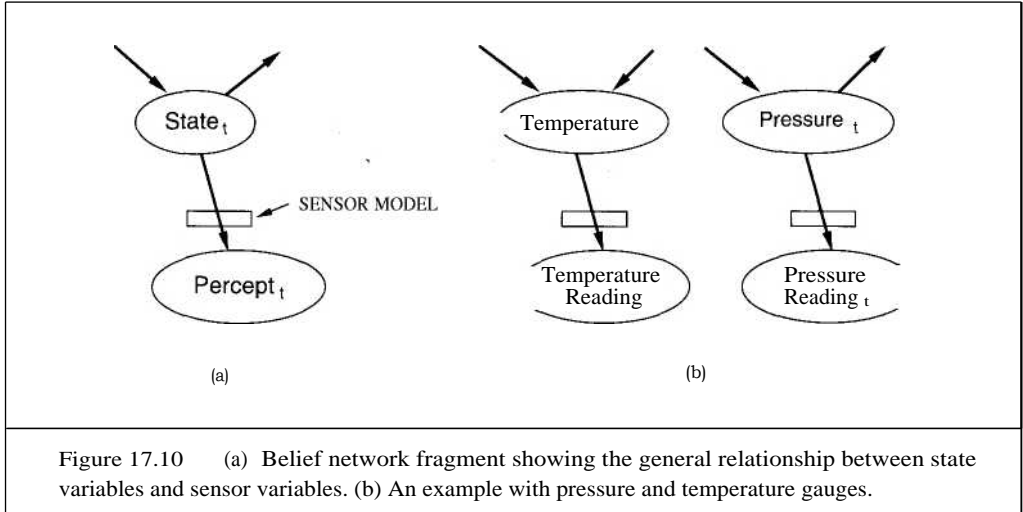 State t
SENSOR MODEL
Percept t
(a)
Temperature
Pressure t
Temperature
Reading
Pressure
Reading t
(b)
Figure 17.10 (a) Belief network fragment showing the general relationship between state
variables and sensor variables. (b) An example with pressure and temperature gauges.